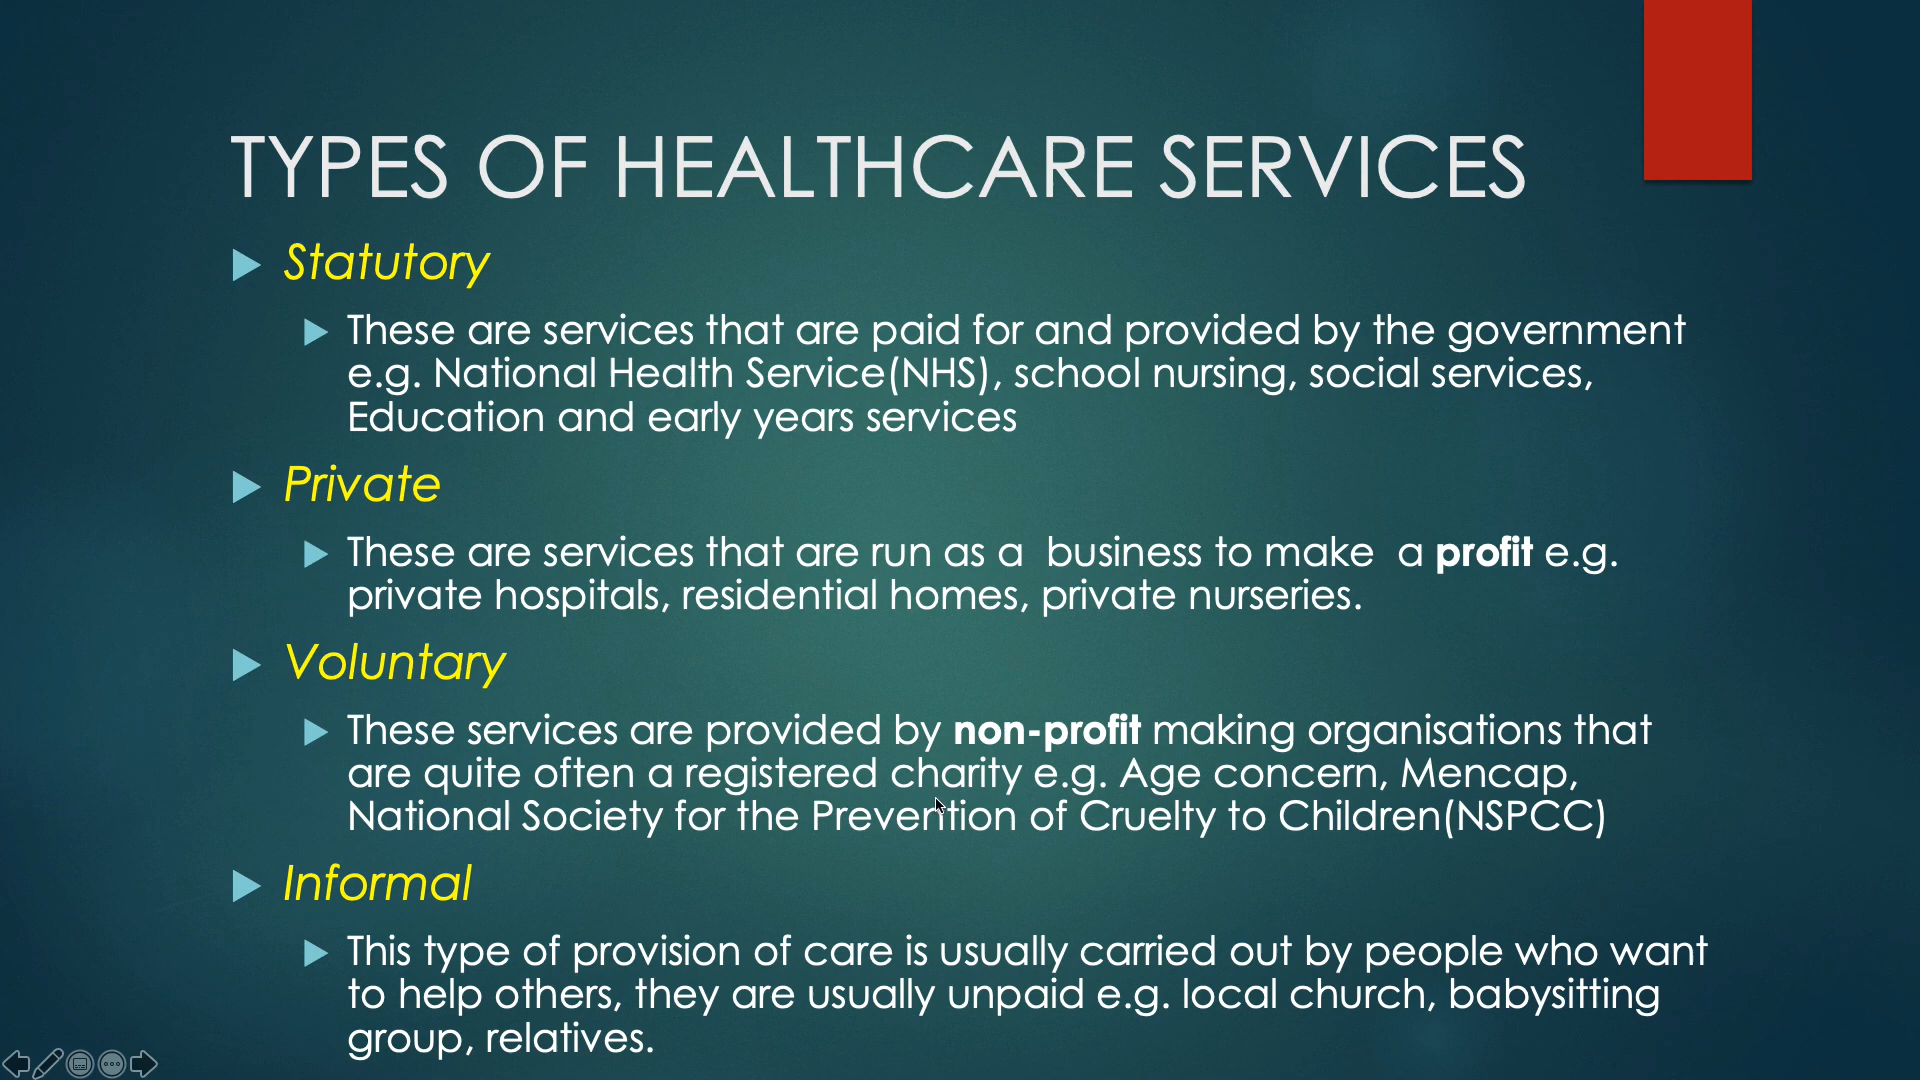 TYPES OF HEALTHCARE SERVICES
Statutory
These are services that are paid for and provided by the government
e.g. National Health Service(NHS), school nursing, social services,
Education and early years services
Private
These are services that are run as a  business to make  a profit e.g.
private hospitals, residential homes, private nurseries.
Voluntary
These services are provided by non-profit making organisations that
are quite often a registered charity e.g. Age concern, Mencap,
National Society for the Prevention of Cruelty to Children(NSPCC)
Informal
This type of provision of care is usually carried out by people who want
to help others, they are usually unpaid e.g. local church, babysitting
group, relatives.